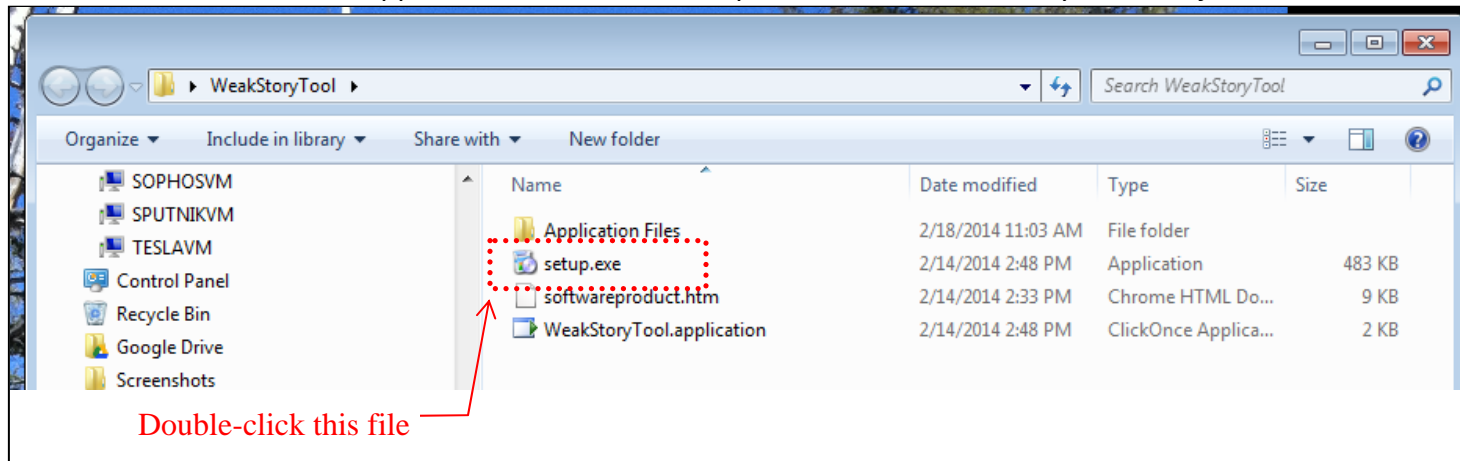 WeakStoryTool
Search WeakStoryTool
Organize Include in library Share with New folder
SOPHOSVM
SPUTNIKVM
TESLAVM
Control Panel
Recycle Bin
Google Drive
Screenshots
Name Date modified Type Size
Application Files 2/18/2014 11:03 AM File folder
setup.exe 2/14/2014 2:48 PM Application 483 KB
softwareproduct.htm 2/14/2014 2:33 PM Chrome HTML Do... 9 KB
WeakStoryTool.application 2/14/2014 2:48 PM ClickOnce Applica... 2 KB
Double-click this file